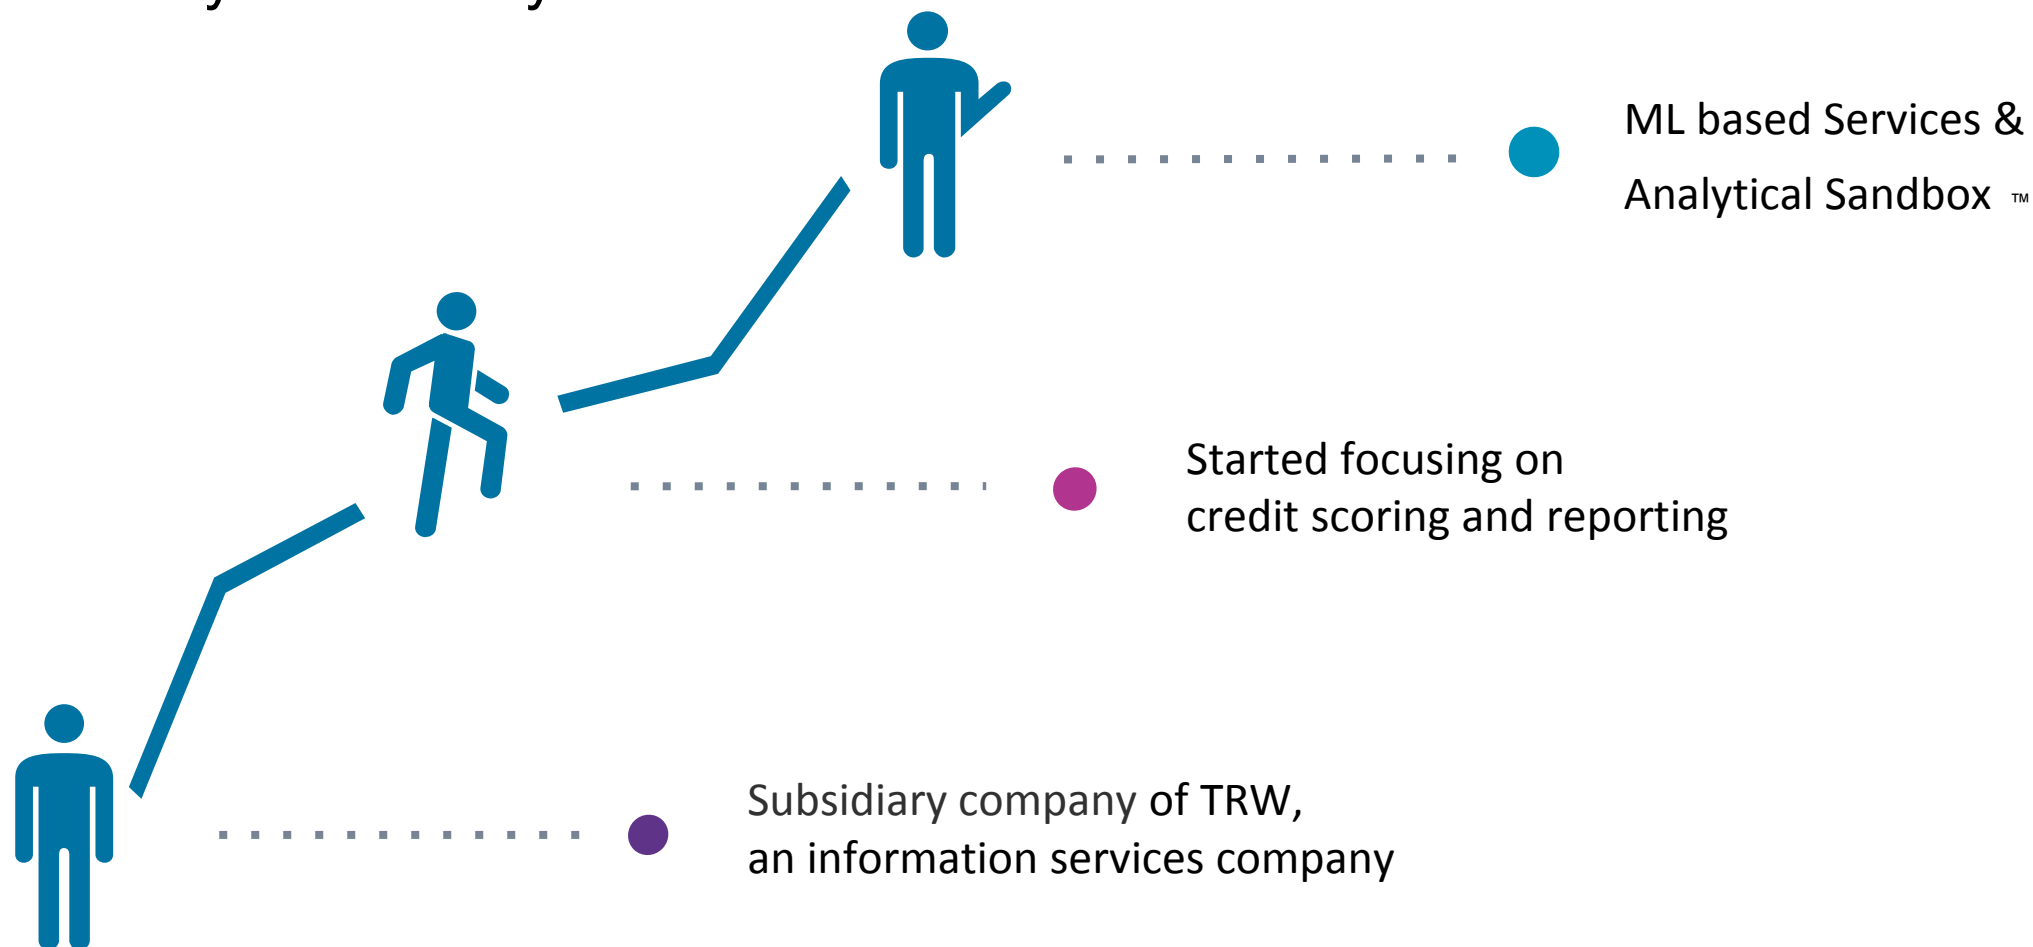 ML based Services &
Analytical Sandbox ™
Started focusing on
credit scoring and reporting
Subsidiary company of TRW,
an information services company